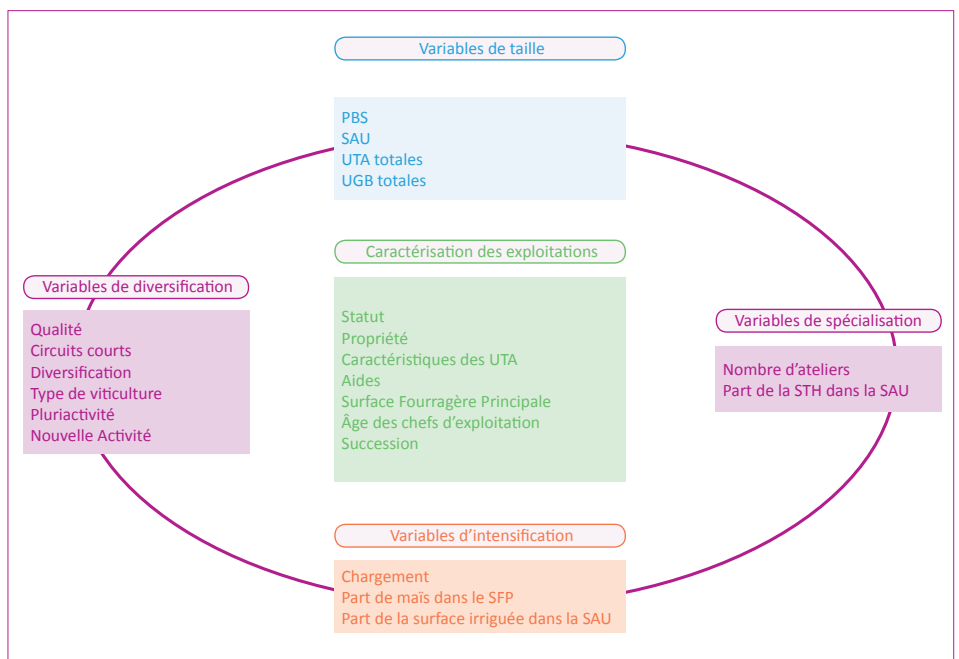 Variables de taille
PBS
SAU
UTA totales
UGB totales
Caractérisation des exploitations
Statut
Propriété
Caractéristiques des UTA
Aides
Surface Fourragère Principale
Âge des chefs d'exploitation
Succession
Variables de diversification
Qualité
Circuits courts
Diversification
Type de viticulture
Pluriactivité
Nouvelle Activité
Variables de spécialisation
Nombre d'ateliers
Part de la STH dans la SAU
Variables d'intensification
Chargement
Part de maïs dans le SFP
Part de la surface irriguée dans la SAU